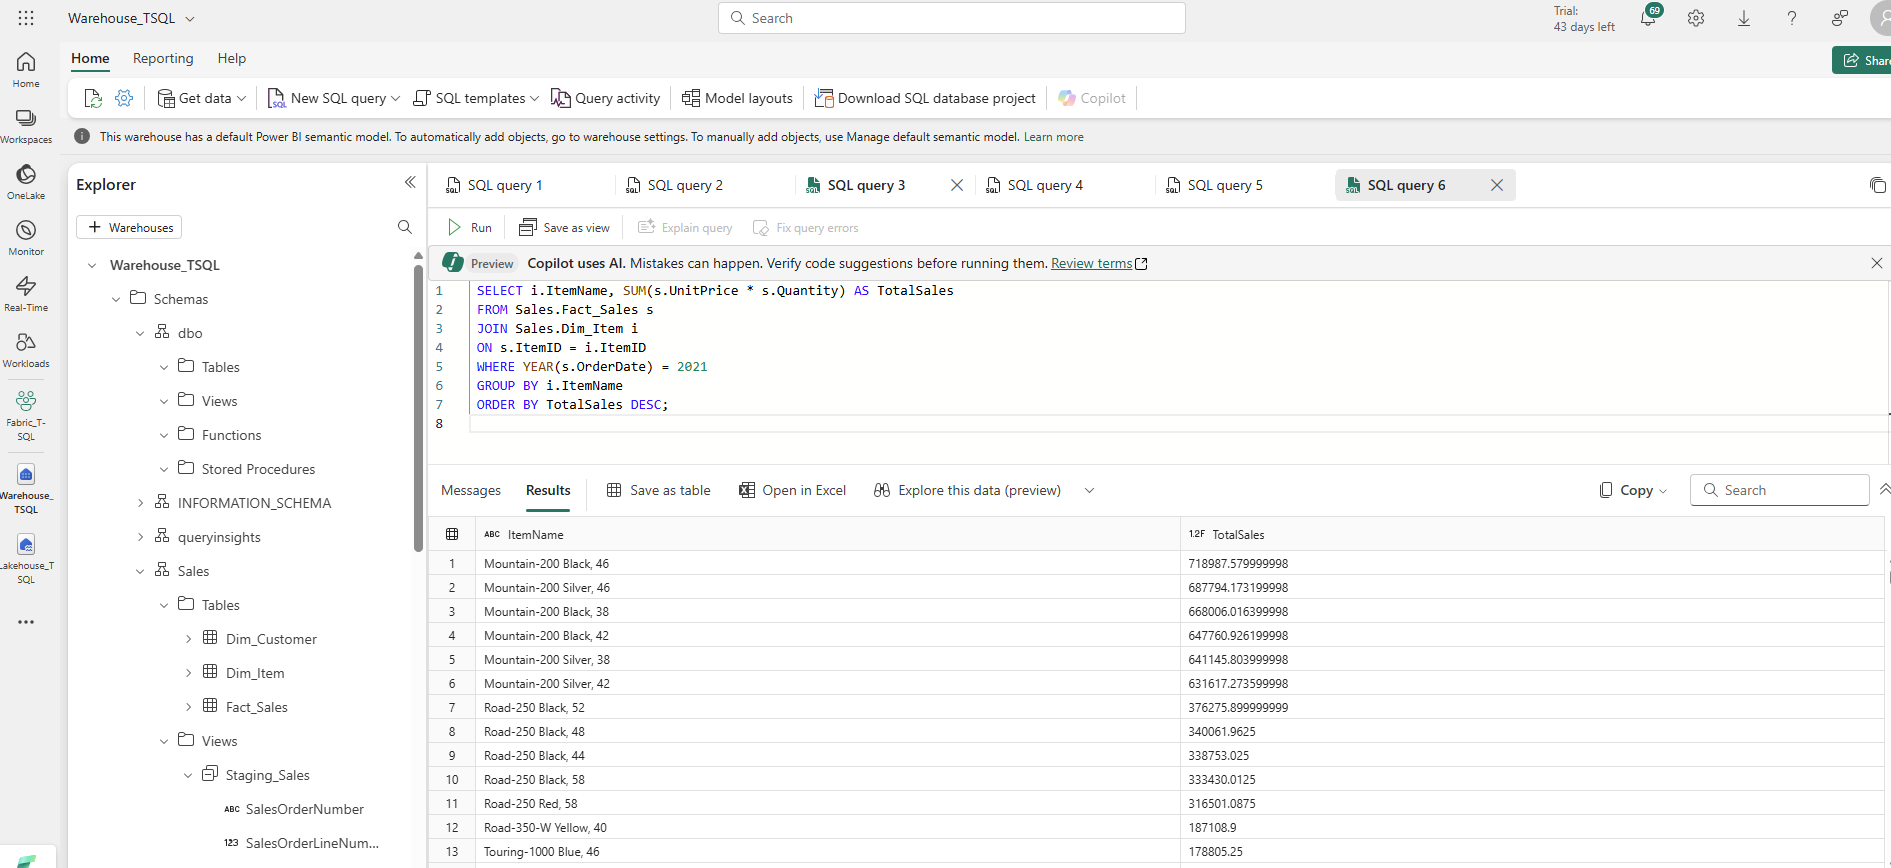 Warehouse_TSQL
Search
Trial:
43 days left
69
Home
Reporting
Help
Share
Get data
New SQL query
SQL templates
Query activity
Model layouts
Download SQL database project
Copilot
This warehouse has a default Power BI semantic model. To automatically add objects, go to warehouse settings. To manually add objects, use Manage default semantic model. Learn more
Home
Workspaces
OneLake
Monitor
Real-Time
Workloads
Fabric_T-
SQL
Warehouse_
TSQL
Lakehouse_T
SQL
Explorer
Warehouses
Warehouse_TSQL
Schemas
dbo
Tables
Views
Functions
Stored Procedures
INFORMATION_SCHEMA
queryinsights
Sales
Tables
Dim_Customer
Dim_Item
Fact_Sales
Views
Staging_Sales
ABC SalesOrderNumber
123 SalesOrderLineNum...
SQL query 1
SQL query 2
SQL query 3
SQL query 4
SQL query 5
SQL query 6
Run
Save as view
Explain query
Fix query errors
Preview Copilot uses AI. Mistakes can happen. Verify code suggestions before running them. Review terms
1 SELECT i.ItemName, SUM(s.UnitPrice * s.Quantity) AS TotalSales
2 FROM Sales.Fact_Sales s
3 JOIN Sales.Dim_Item i
4 ON s.ItemID = i.ItemID
5 WHERE YEAR(s.OrderDate) = 2021
6 GROUP BY i.ItemName
7 ORDER BY TotalSales DESC;
8
Messages
Results
Save as table
Open in Excel
Explore this data (preview)
Copy
Search
ABC ItemName 1.2F TotalSales
1 Mountain-200 Black, 46 718987.579999998
2 Mountain-200 Silver, 46 687794.173199998
3 Mountain-200 Black, 38 668006.016399998
4 Mountain-200 Black, 42 647760.926199998
5 Mountain-200 Silver, 38 641145.803999998
6 Mountain-200 Silver, 42 631617.273599998
7 Road-250 Black, 52 376275.899999999
8 Road-250 Black, 48 340061.9625
9 Road-250 Black, 44 338753.025
10 Road-250 Black, 58 333430.0125
11 Road-250 Red, 58 316501.0875
12 Road-350-W Yellow, 40 187108.9
13 Touring-1000 Blue, 46 178805.25